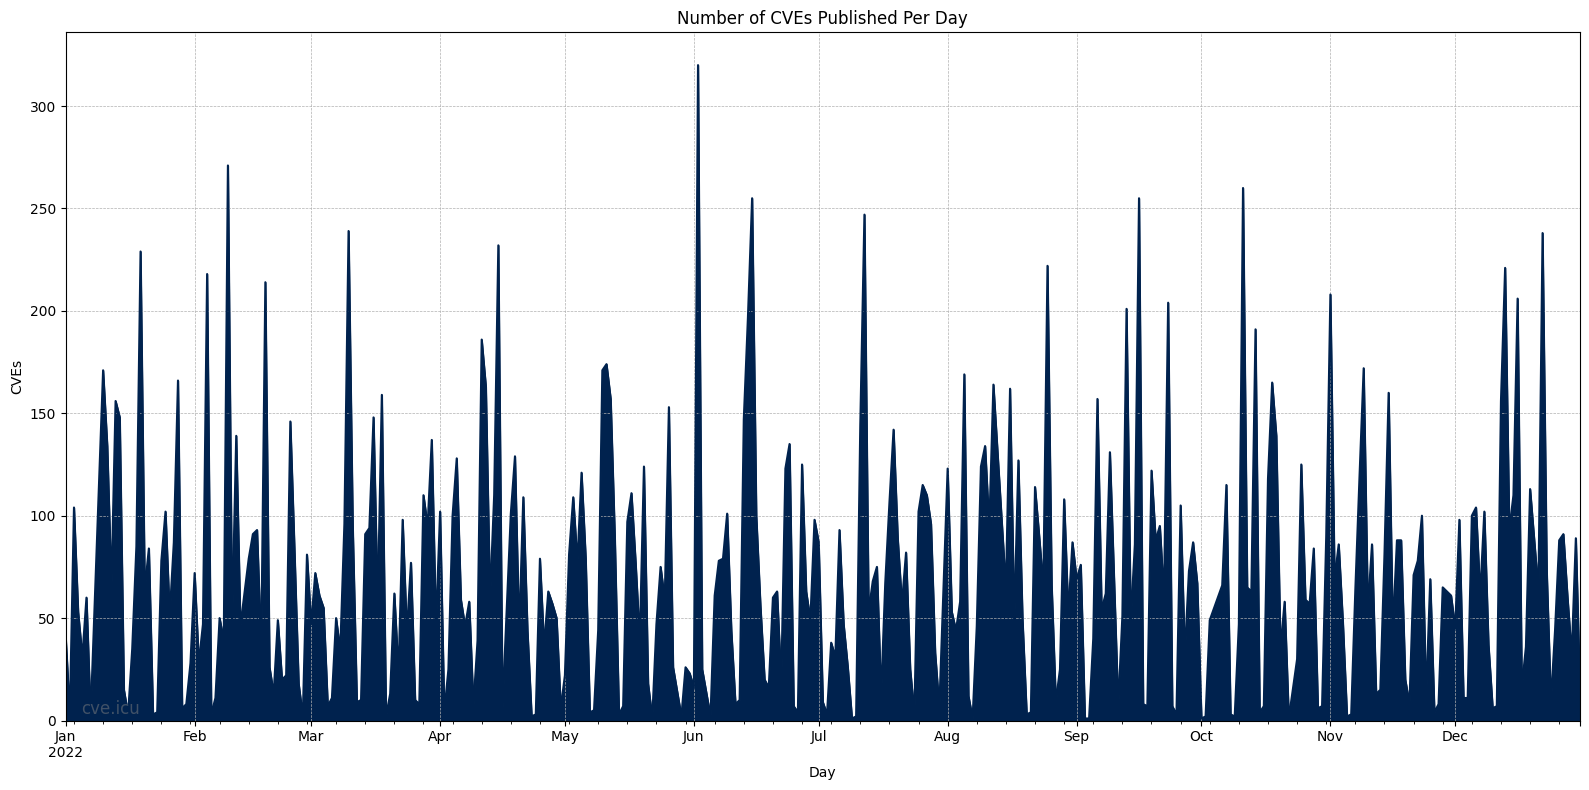 Number of CVEs Published Per Day
CVEs
300
250
200
150
100
50
0
cve.icu
Jan Feb Mar Apr May Jun Jul Aug Sep Oct Nov Dec
2022
Day